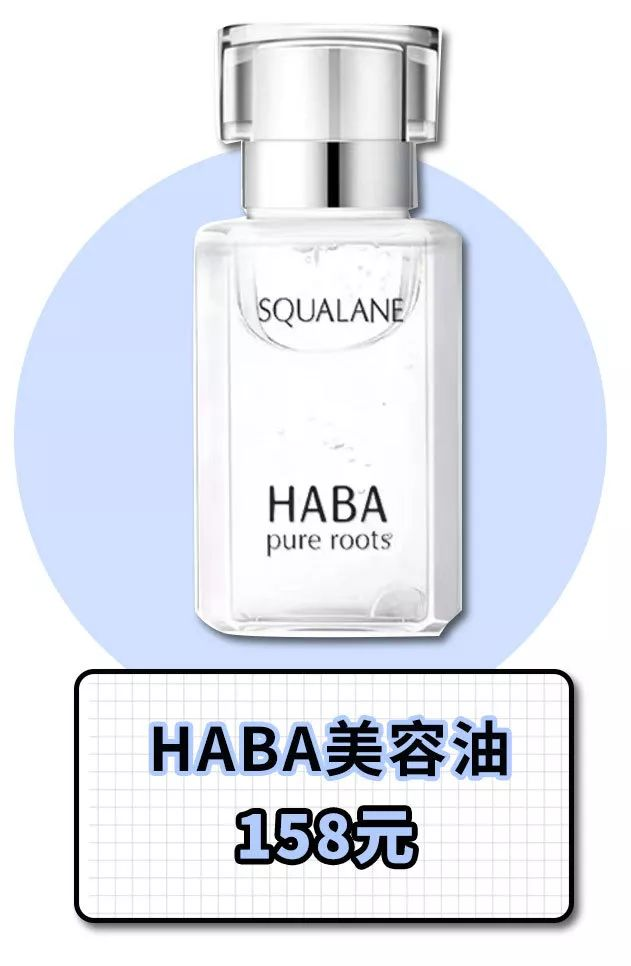 SQUALANE
HABA
pure roots
HABA美容油
158元